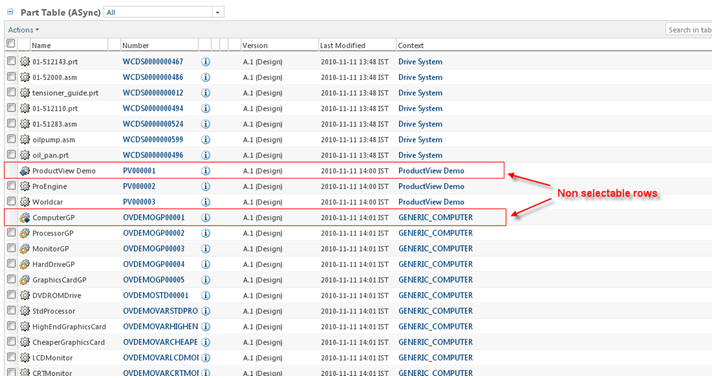 Part Table (ASync) All
Actions Search in tab
Name Number Version Last Modified Context
01-512143.prt WCDS0000000467 A.1 (Design) 2010-11-11 13:48 IST Drive System
01-52000.asm WCDS0000000486 A.1 (Design) 2010-11-11 13:48 IST Drive System
tensioner_guide.prt WCDS0000000012 A.1 (Design) 2010-11-11 13:48 IST Drive System
01-512110.prt WCDS0000000494 A.1 (Design) 2010-11-11 13:48 IST Drive System
01-51283.asm WCDS0000000524 A.1 (Design) 2010-11-11 13:48 IST Drive System
oilpump.asm WCDS0000000599 A.1 (Design) 2010-11-11 13:48 IST Drive System
oil_pan.prt WCDS0000000496 A.1 (Design) 2010-11-11 13:48 IST Drive System
ProductView Demo PV000001 A.1 (Design) 2010-11-11 14:00 IST ProductView Demo
ProEngine PV000002 A.1 (Design) 2010-11-11 14:00 IST ProductView Demo
Non selectable rows
Worldcar PV000003 A.1 (Design) 2010-11-11 14:00 IST ProductView Demo
ComputerGP OVDEMOGP00001 A.1 (Design) 2010-11-11 14:01 IST GENERIC_COMPUTER
ProcessorGP OVDEMOGP00002 A.1 (Design) 2010-11-11 14:01 IST GENERIC_COMPUTER
MonitorGP OVDEMOGP00003 A.1 (Design) 2010-11-11 14:01 IST GENERIC_COMPUTER
HardDriveGP OVDEMOGP00004 A.1 (Design) 2010-11-11 14:01 IST GENERIC_COMPUTER
GraphicsCardGP OVDEMOGP00005 A.1 (Design) 2010-11-11 14:01 IST GENERIC_COMPUTER
DVDROMDrive OVDEMOSTD00001 A.1 (Design) 2010-11-11 14:01 IST GENERIC_COMPUTER
StdProcessor OVDEMOVARSTDPRO A.1 (Design) 2010-11-11 14:01 IST GENERIC_COMPUTER
HighEndGraphicsCard OVDEMOVARHIGHEN A.1 (Design) 2010-11-11 14:01 IST GENERIC_COMPUTER
CheaperGraphicsCard OVDEMOVARCHEAPE A.1 (Design) 2010-11-11 14:01 IST GENERIC_COMPUTER
LCDMonitor OVDEMOVARLCDMO A.1 (Design) 2010-11-11 14:01 IST GENERIC_COMPUTER
CRTMonitor OVDEMOVARCRTMO A.1 (Design) 2010-11-11 14:01 IST GENERIC_COMPUTER